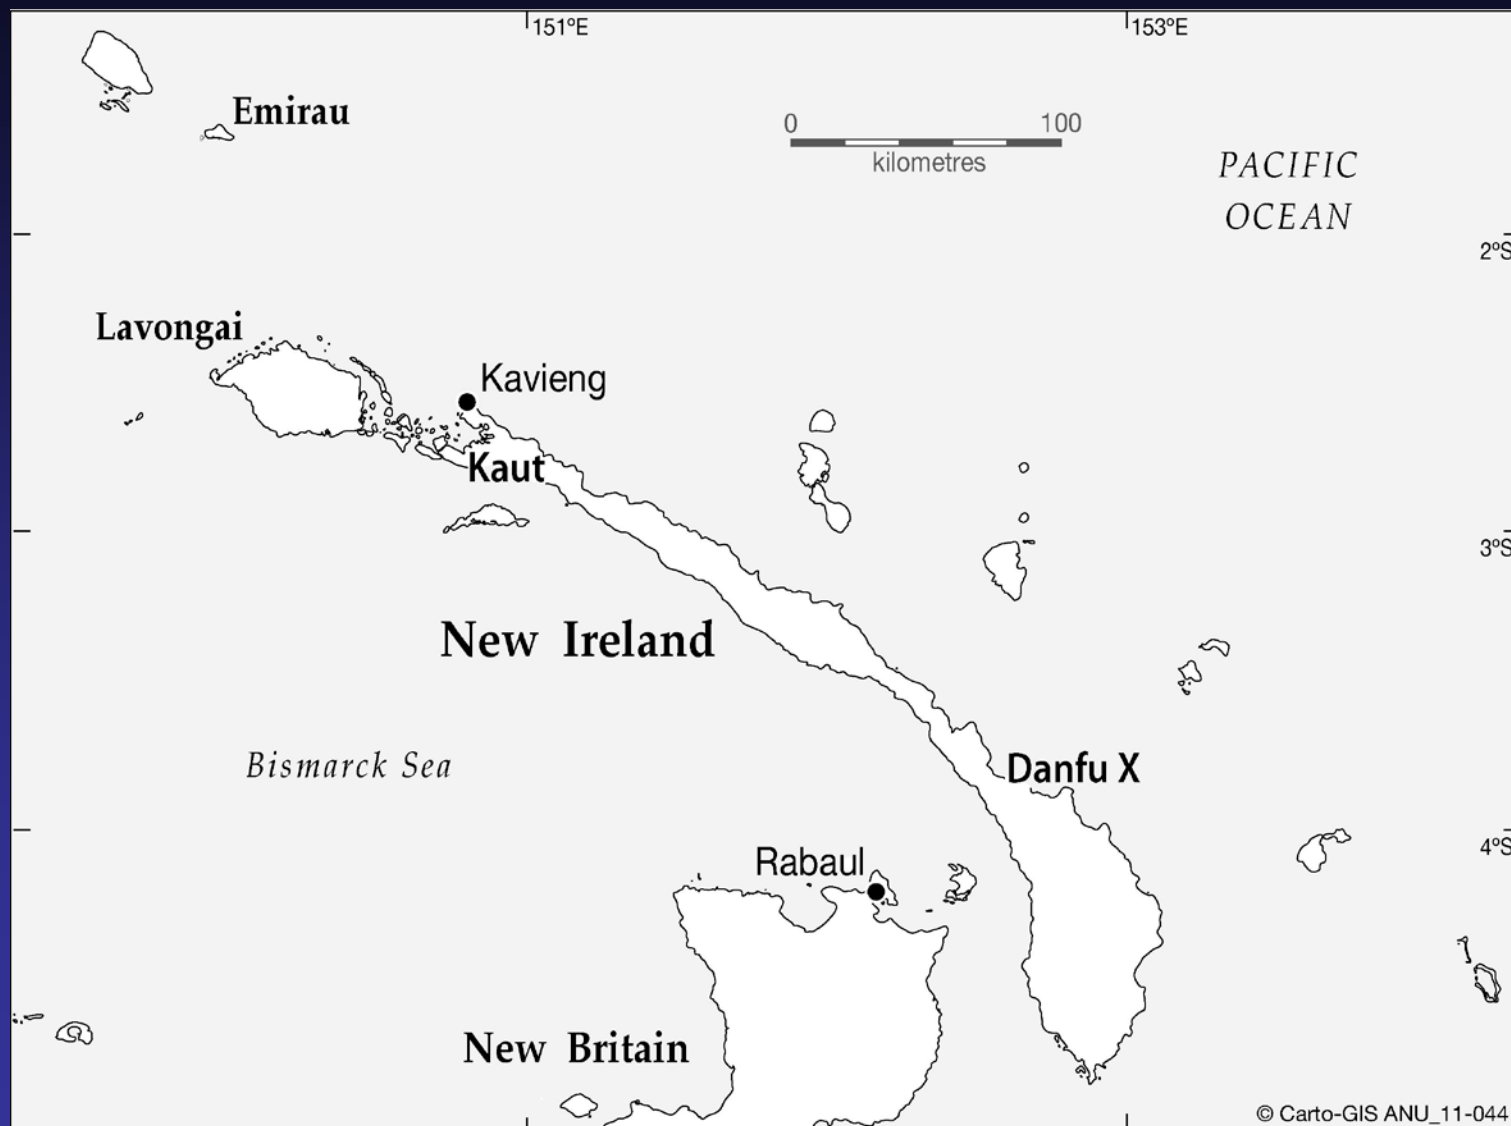 151°E
153°E
Emirau
0 100
kilometres
PACIFIC
OCEAN
2°S
Lavongai
Kavieng
Kaut
3°S
New Ireland
Bismarck Sea
Danfu X
Rabaul
4°S
New Britain
© Carto-GIS ANU_11-044